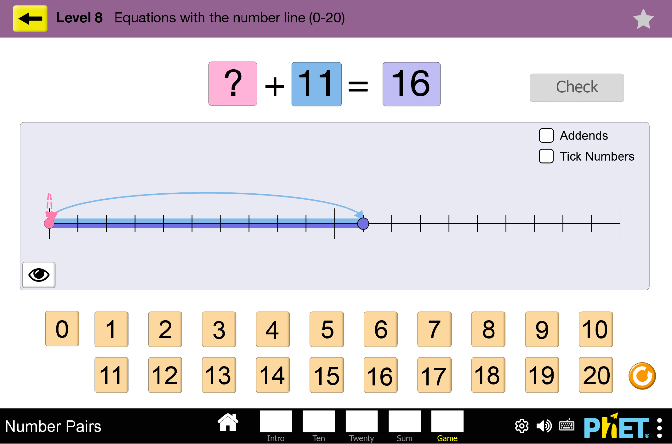 Level 8 Equations with the number line (0-20)
? + 11 = 16
Check
Addends
Tick Numbers
0 1 2 3 4 5 6 7 8 9 10
11 12 13 14 15 16 17 18 19 20
Number Pairs
Intro Ten Twenty Sum Game
PhET